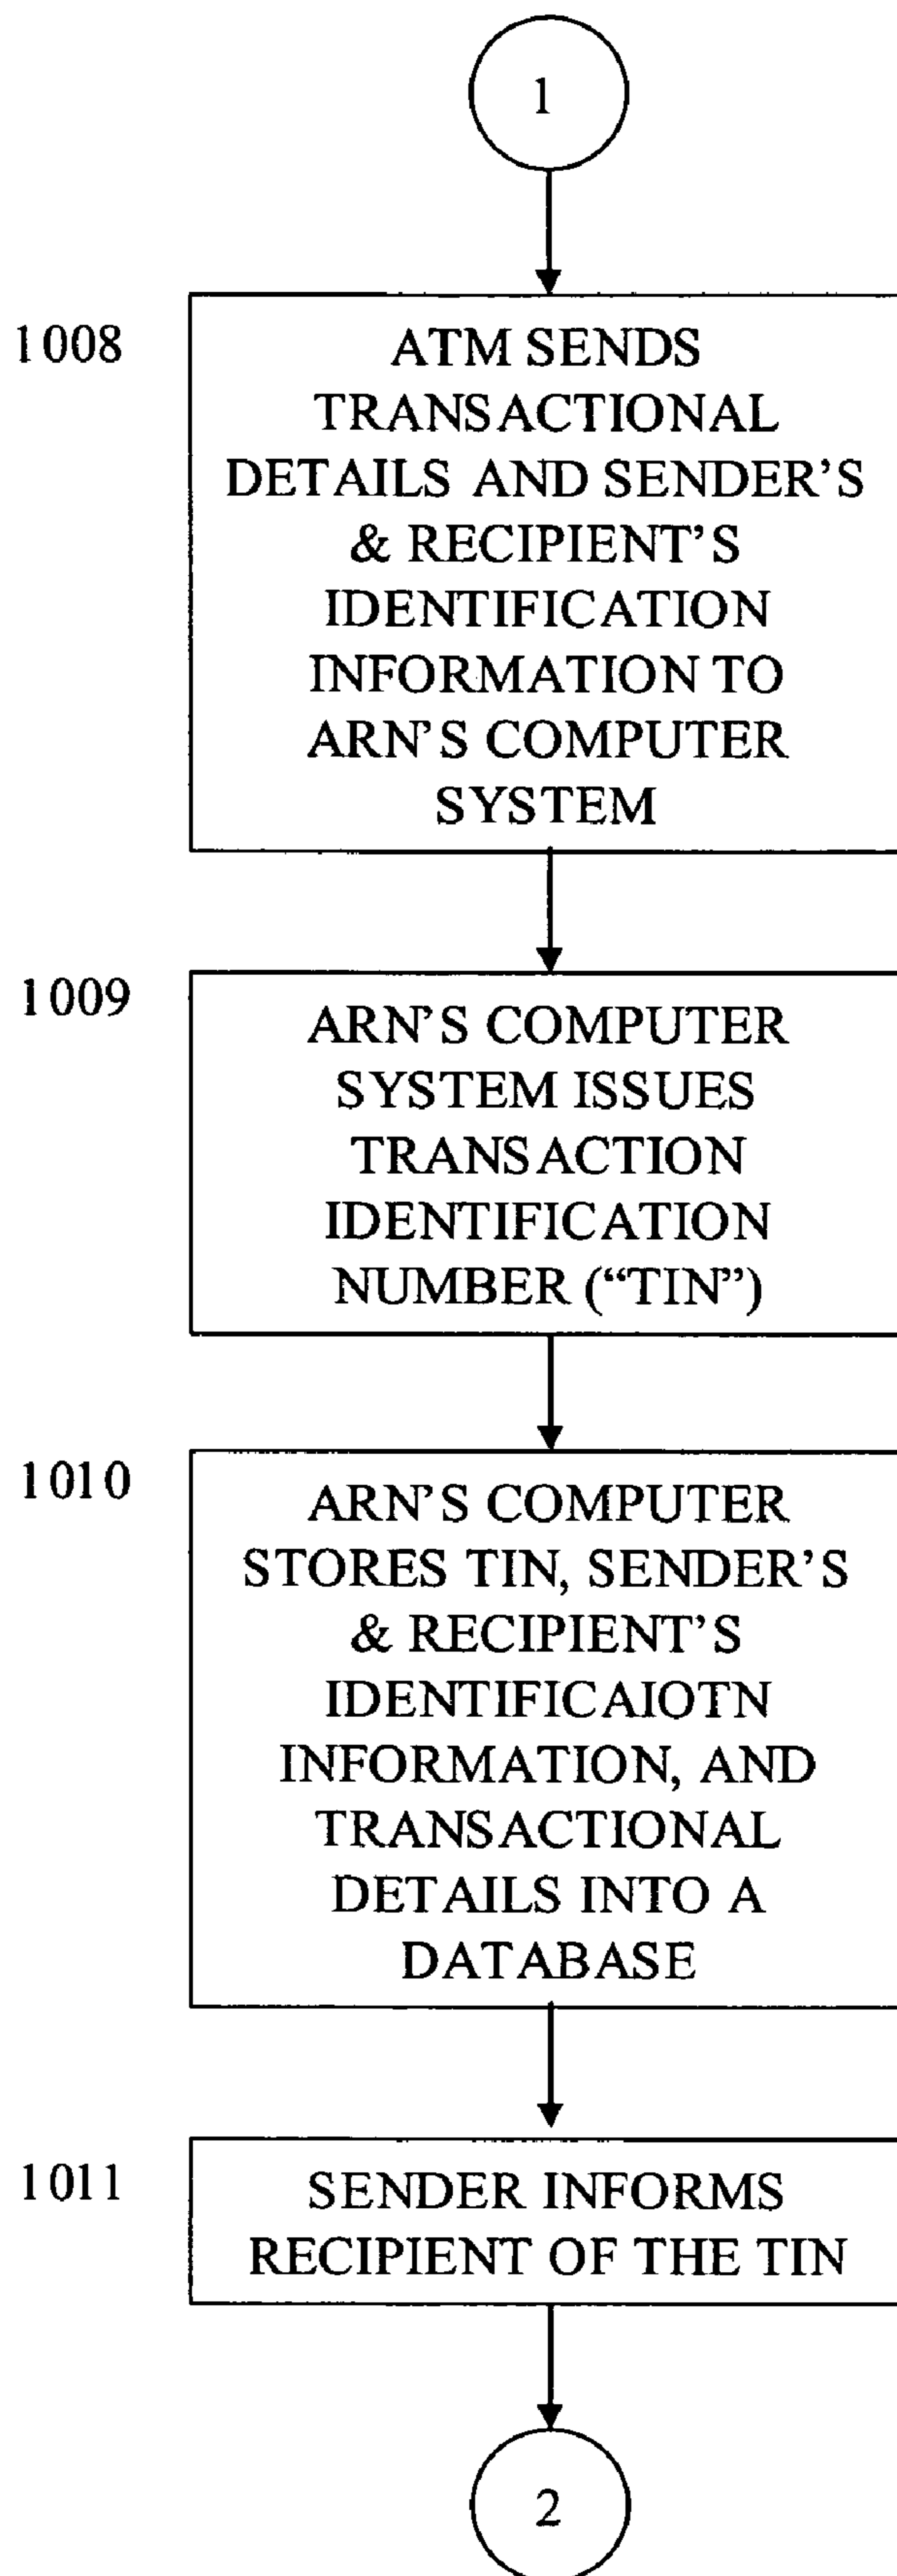 1
1008
ATM SENDS
TRANSACTIONAL
DETAILS AND SENDER’S
& RECIPIENT’S
IDENTIFICATION
INFORMATION TO
ARN’S COMPUTER
SYSTEM
1009
ARN’S COMPUTER
SYSTEM ISSUES
TRANSACTION
IDENTIFICATION
NUMBER (“TIN”)
1010
ARN’S COMPUTER
STORES TIN, SENDER’S
& RECIPIENT’S
IDENTIFICAIOTN
INFORMATION, AND
TRANSACTIONAL
DETAILS INTO A
DATABASE
1011
SENDER INFORMS
RECIPIENT OF THE TIN
2